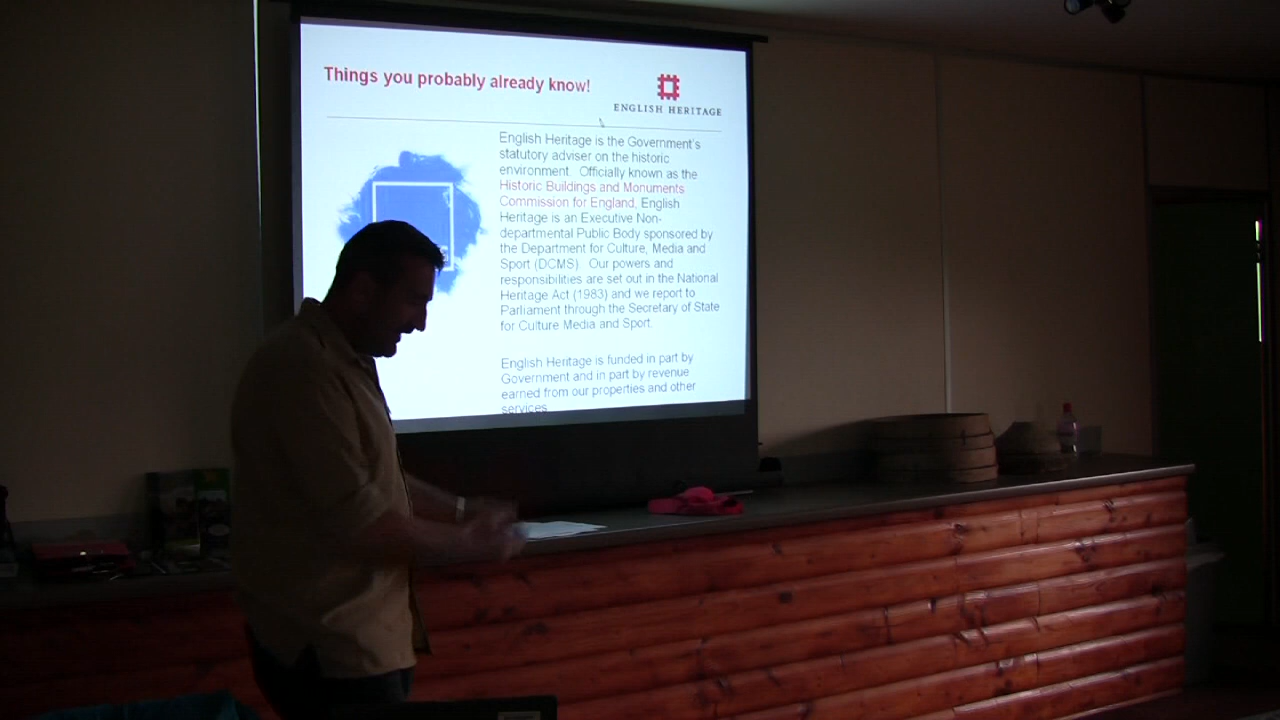 Things you probably already know!
ENGLISH HERITAGE
English Heritage is the Government's
statutory adviser on the historic
environment. Officially known as the
Historic Buildings and Monuments
Commission for England, English
Heritage is an Executive Non-
departmental Public Body sponsored by
the Department for Culture, Media and
Sport (DCMS). Our powers and
responsibilities are set out in the National
Heritage Act (1983) and we report to
Parliament through the Secretary of State
for Culture Media and Sport.
English Heritage is funded in part by
Government and in part by revenue
earned from our properties and other
services